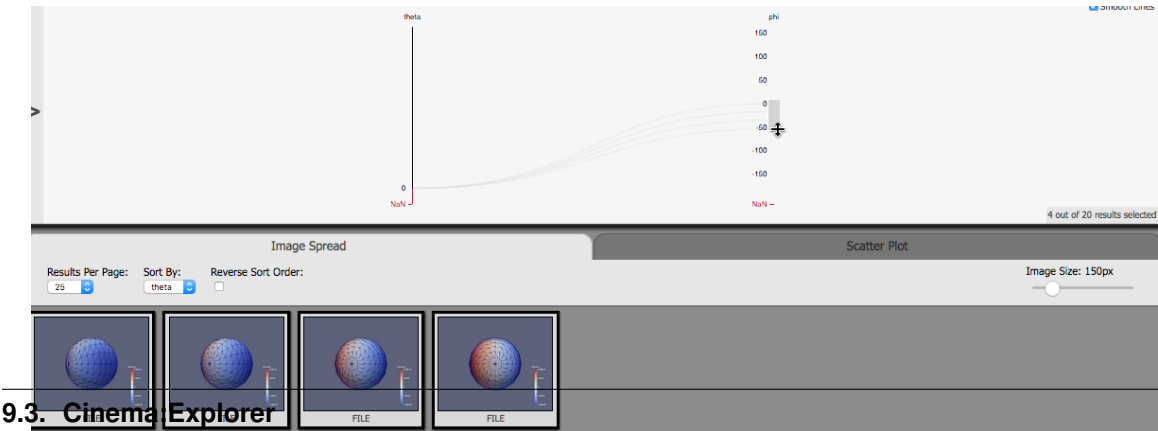 Smooth Lines
theta phi
150
100
50
0
-50
-100
-150
0
NaN NaN
4 out of 20 results selected
Image Spread Scatter Plot
Results Per Page: Sort By: Reverse Sort Order: Image Size: 150px
25 theta
FILE FILE
9.3. Cinema:Explorer